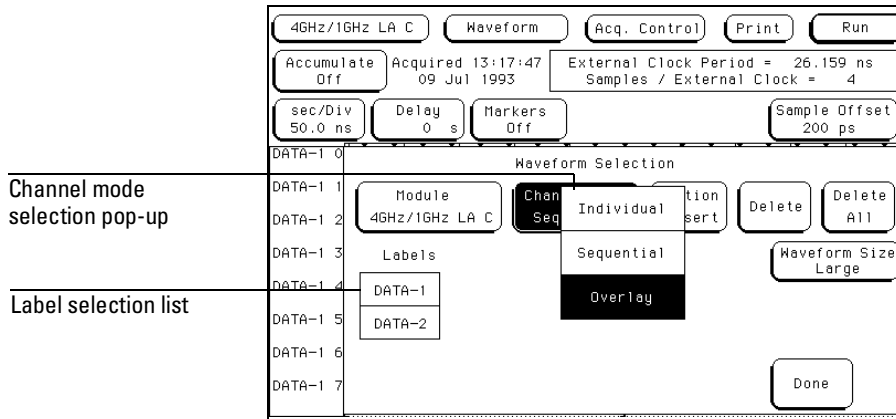 4GHz/1GHz LA C Waveform Acq. Control Print Run
Accumulate
Off
Acquired 13:17:47
09 Jul 1993
External Clock Period = 26.159 ns
Samples / External Clock = 4
sec/Div
50.0 ns
Delay
0 s
Markers
Off
Sample Offset
200 ps
Waveform Selection
Module
4GHz/1GHz LA C
Chan
Seq
Individual
Sequential
Overlay
tion
sert
Delete
Delete
All
Labels
DATA-1
DATA-2
Waveform Size
Large
Done
DATA-1 0
DATA-1 1
DATA-1 2
DATA-1 3
DATA-1 4
DATA-1 5
DATA-1 6
DATA-1 7
Channel mode
selection pop-up
Label selection list